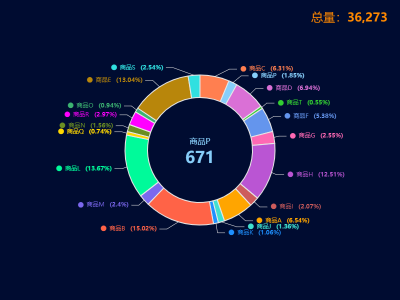 总量: 36,273
商品S (2.54%)
商品C (6.31%)
商品P (1.85%)
商品E (15.04%)
商品D (6.94%)
商品T (0.55%)
商品O (0.94%)
商品F (5.38%)
商品R (2.97%)
商品N (1.56%)
商品Q (0.74%)
商品G (2.55%)
商品P
671
商品L (13.67%)
商品H (12.51%)
商品M (2.4%)
商品I (2.07%)
商品A (6.54%)
商品J (1.36%)
商品B (15.02%)
商品K (1.06%)